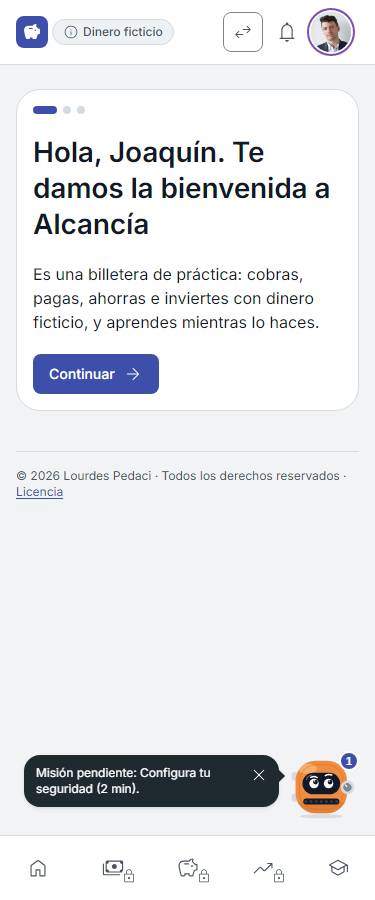 Dinero ficticio
Hola, Joaquín. Te
damos la bienvenida a
Alcancía
Es una billetera de práctica: cobras,
pagas, ahorras e inviertes con dinero
ficticio, y aprendes mientras lo haces.
Continuar
© 2026 Lourdes Pedaci · Todos los derechos reservados ·
Licencia
Misión pendiente: Configura tu
seguridad (2 min).
1